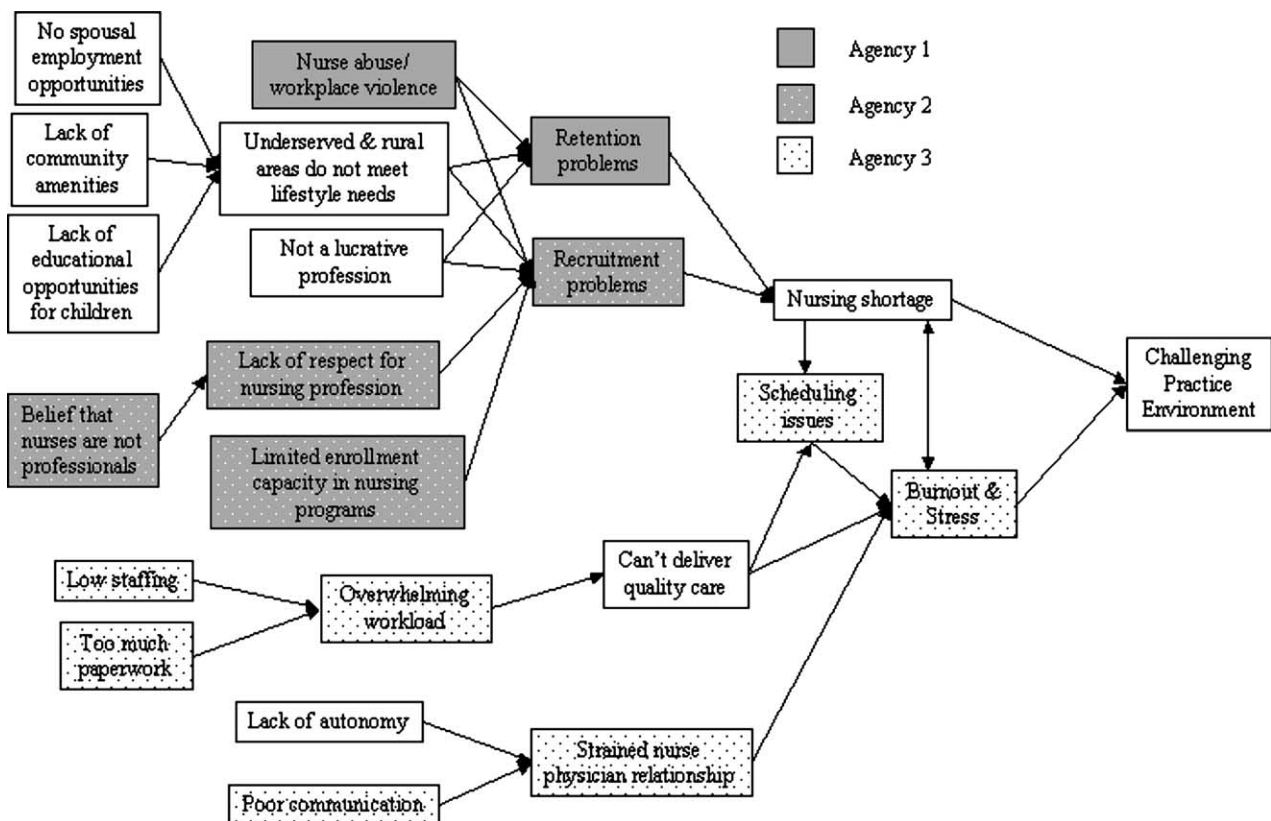 No spousal
employment
opportunities
Lack of
community
amenities
Lack of
educational
opportunities
for children
Belief that
nurses are not
professionals
Nurse abuse/
workplace violence
Underserved & rural
areas do not meet
lifestyle needs
Not a lucrative
profession
Lack of respect for
nursing profession
Limited enrollment
capacity in nursing
programs
Low staffing
Too much
paperwork
Overwhelming
workload
Lack of autonomy
Poor communication
Retention
problems
Recruitment
problems
Can't deliver
quality care
Strained nurse
physician relationship
Agency 1
Agency 2
Agency 3
Nursing shortage
Scheduling
issues
Burnout &
Stress
Challenging
Practice
Environment